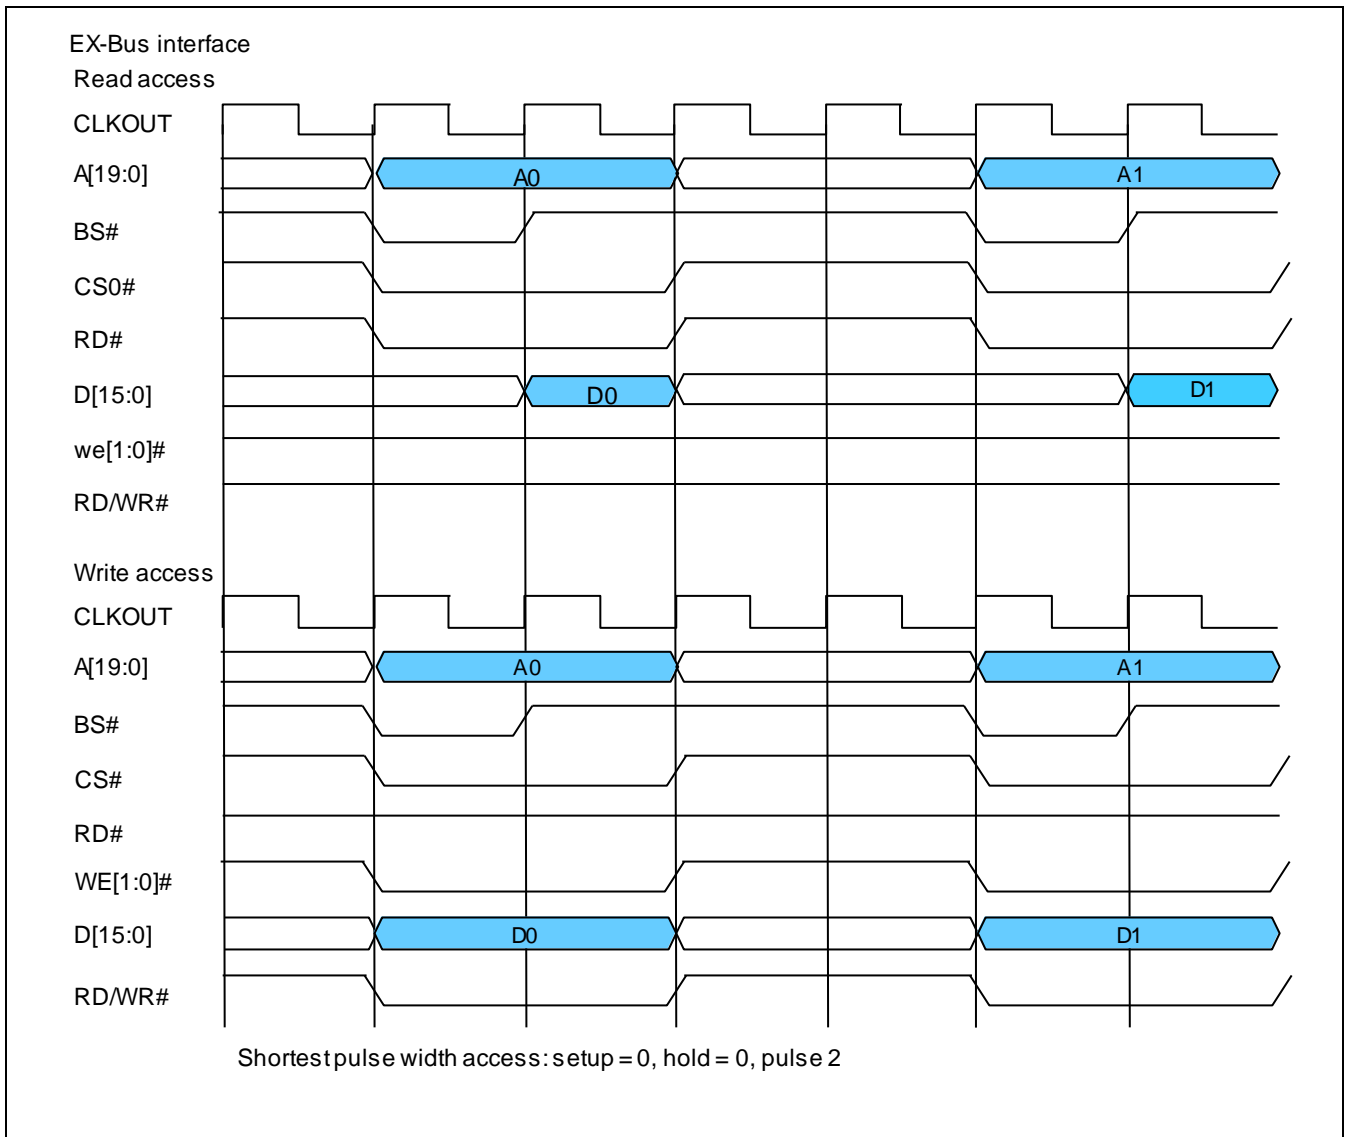 EX-Bus interface
Read access
CLKOUT
A[19:0] A0 A1
BS#
CS0#
RD#
D[15:0] D0 D1
we[1:0]#
RD/WR#
Write access
CLKOUT
A[19:0] A0 A1
BS#
CS#
RD#
WE[1:0]#
D[15:0] D0 D1
RD/WR#
Shortest pulse width access: setup = 0, hold = 0, pulse 2